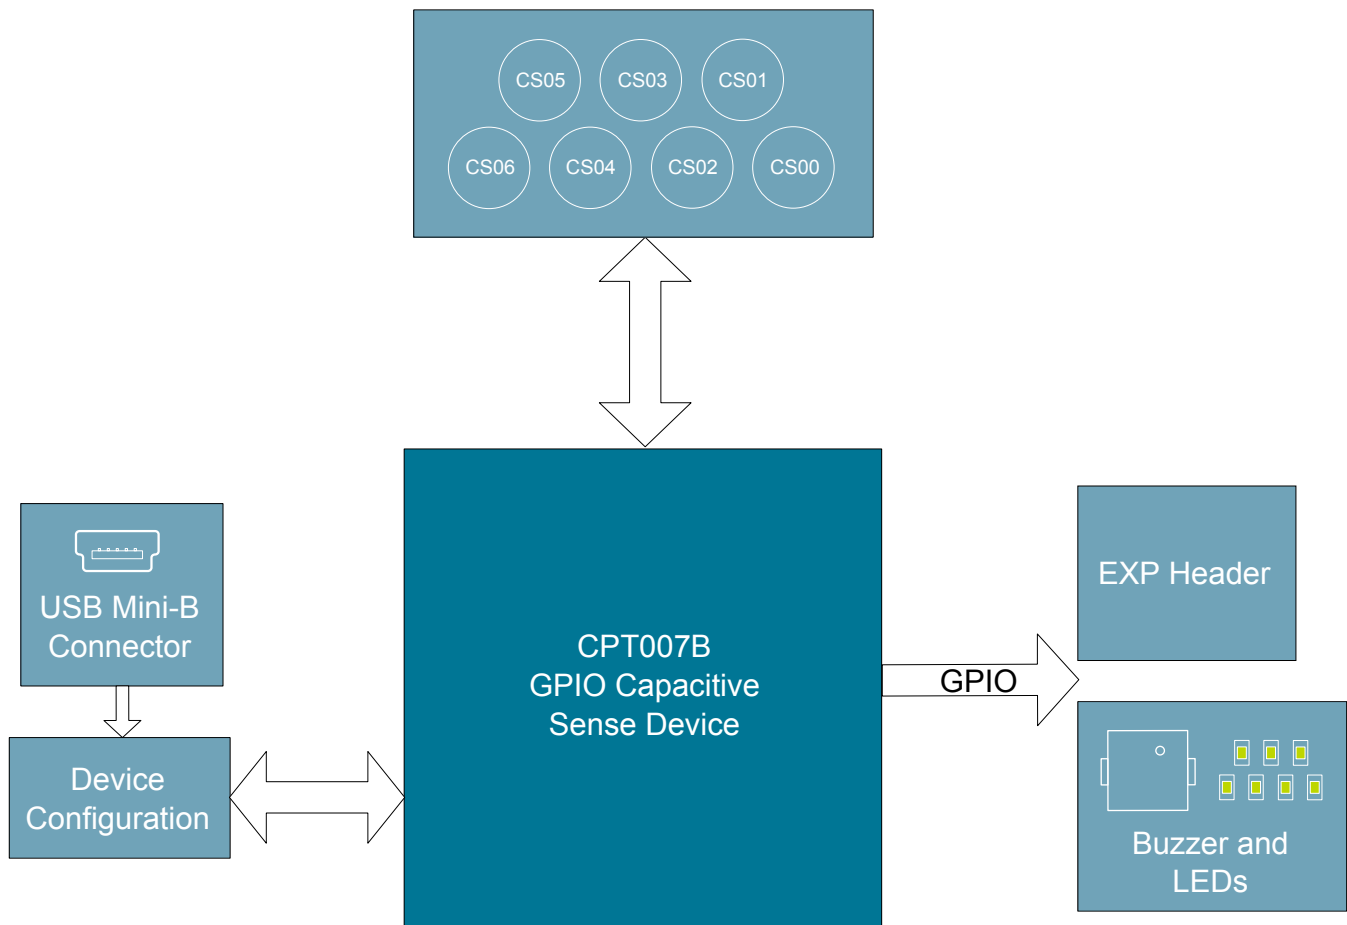 CS05 CS03 CS01
CS06 CS04 CS02 CS00
USB Mini-B
Connector
Device
Configuration
CPT007B
GPIO Capacitive
Sense Device
GPIO
EXP Header
Buzzer and
LEDs